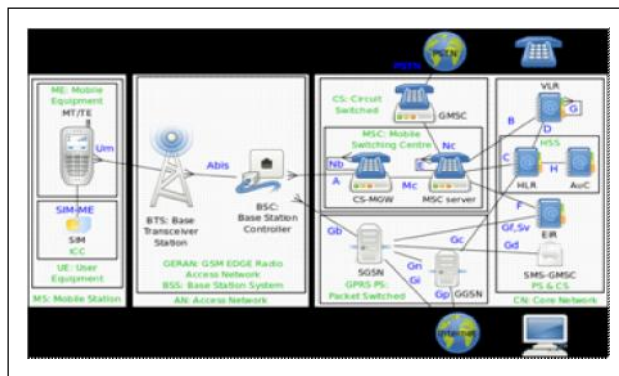 PSTN
PSTN
ME: Mobile
Equipment
MT/TE
Um
SIM-ME
SIM
ICC
UE: User
Equipment
MS: Mobile Station
Abis
BTS: Base
Transceiver
Station
BSC:
Base Station
Controller
GERAN: GSM EDGE Radio
Access Network
BSS: Base Station System
AN: Access Network
CS: Circuit
Switched
GMSC
MSC: Mobile
Switching Centre
Nb
Nc
E
A
Mc
CS-MGW
MSC server
VLR
G
B
D
HSS
C
H
HLR
AuC
F
EIR
Gb
Gc
Gf,Sv
Gd
SGSN
Gn
Gi
Gp
GGSN
GPRS PS:
Packet Switched
SMS-GMSC
PS & CS
CN: Core Network
Internet